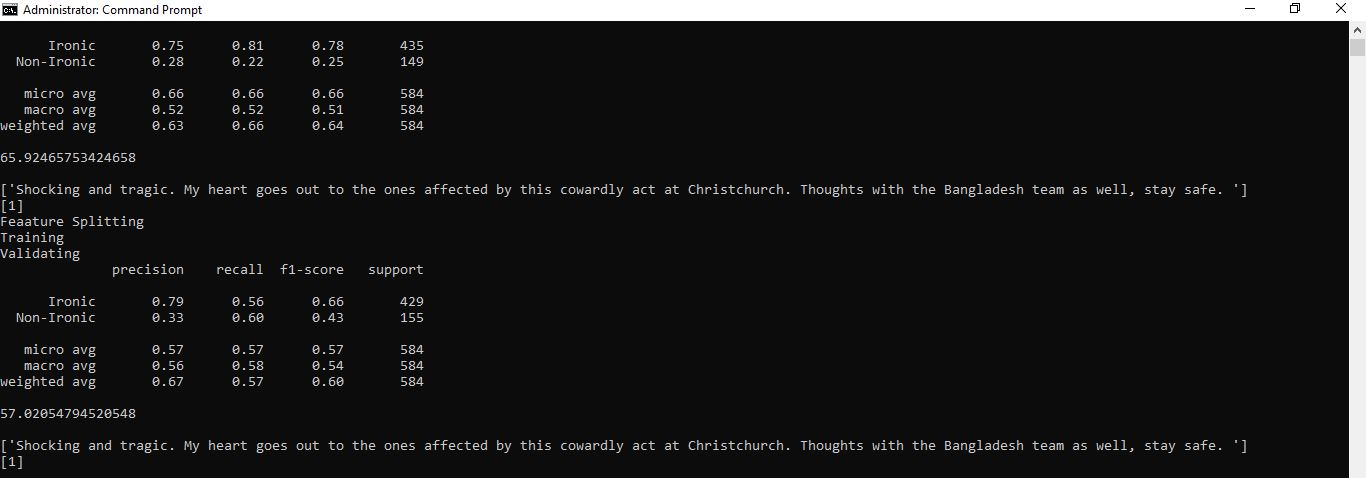 Administrator: Command Prompt
Ironic 0.75 0.81 0.78 435
Non-Ironic 0.28 0.22 0.25 149
micro avg 0.66 0.66 0.66 584
macro avg 0.52 0.52 0.51 584
weighted avg 0.63 0.66 0.64 584
65.92465753424658
['Shocking and tragic. My heart goes out to the ones affected by this cowardly act at Christchurch. Thoughts with the Bangladesh team as well, stay safe. ']
[1]
Feaature Splitting
Training
Validating
precision recall f1-score support
Ironic 0.79 0.56 0.66 429
Non-Ironic 0.33 0.60 0.43 155
micro avg 0.57 0.57 0.57 584
macro avg 0.56 0.58 0.54 584
weighted avg 0.67 0.57 0.60 584
57.02054794520548
['Shocking and tragic. My heart goes out to the ones affected by this cowardly act at Christchurch. Thoughts with the Bangladesh team as well, stay safe. ']
[1]